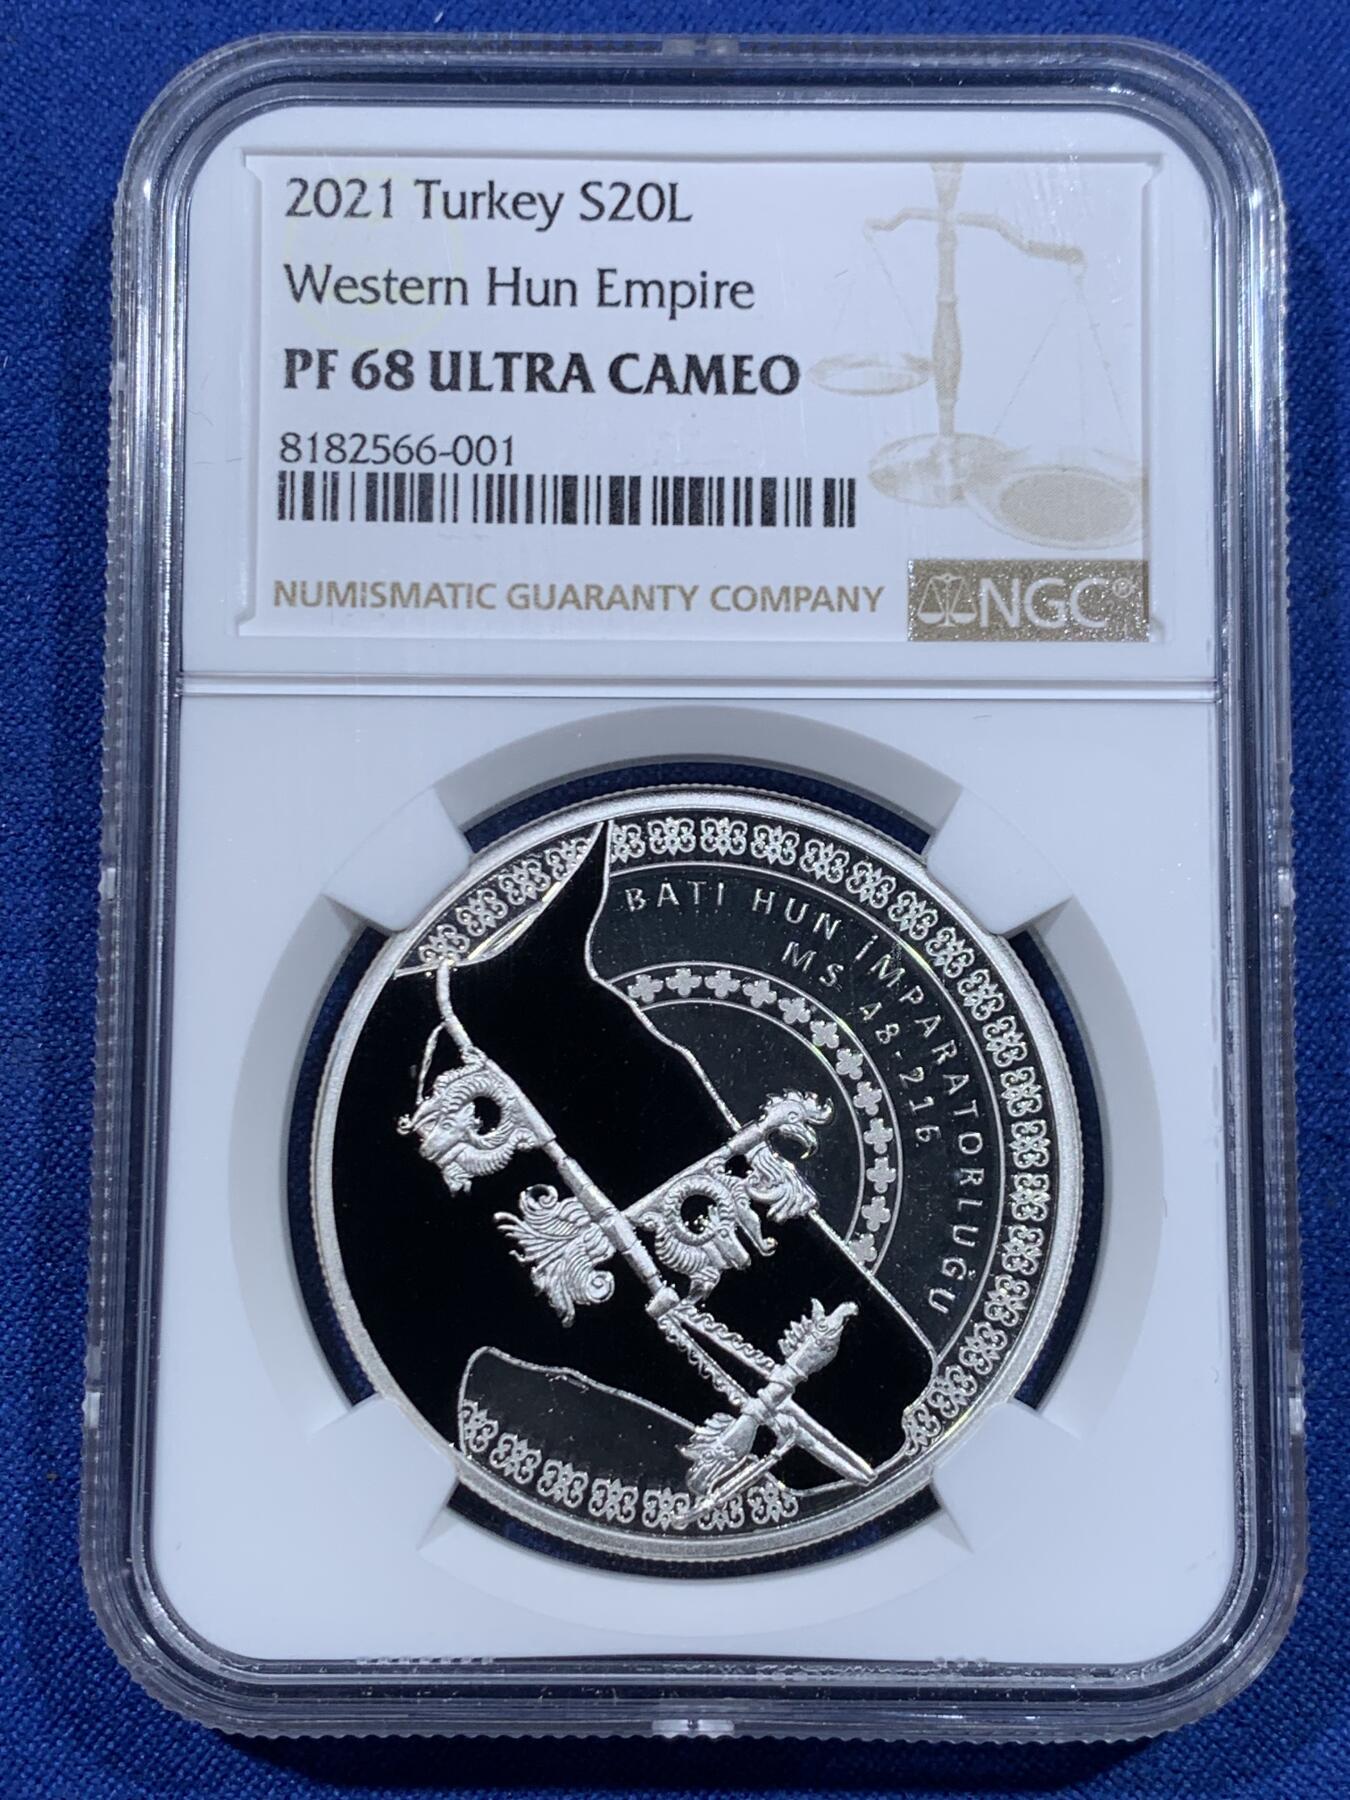 2021 Turkey S20L
Western Hun Empire
PF 68 ULTRA CAMEO
8182566-001
NUMISMATIC GUARANTY COMPANY
NGC®
BATI HUN İMPARATORLUĞU
MS 48-216